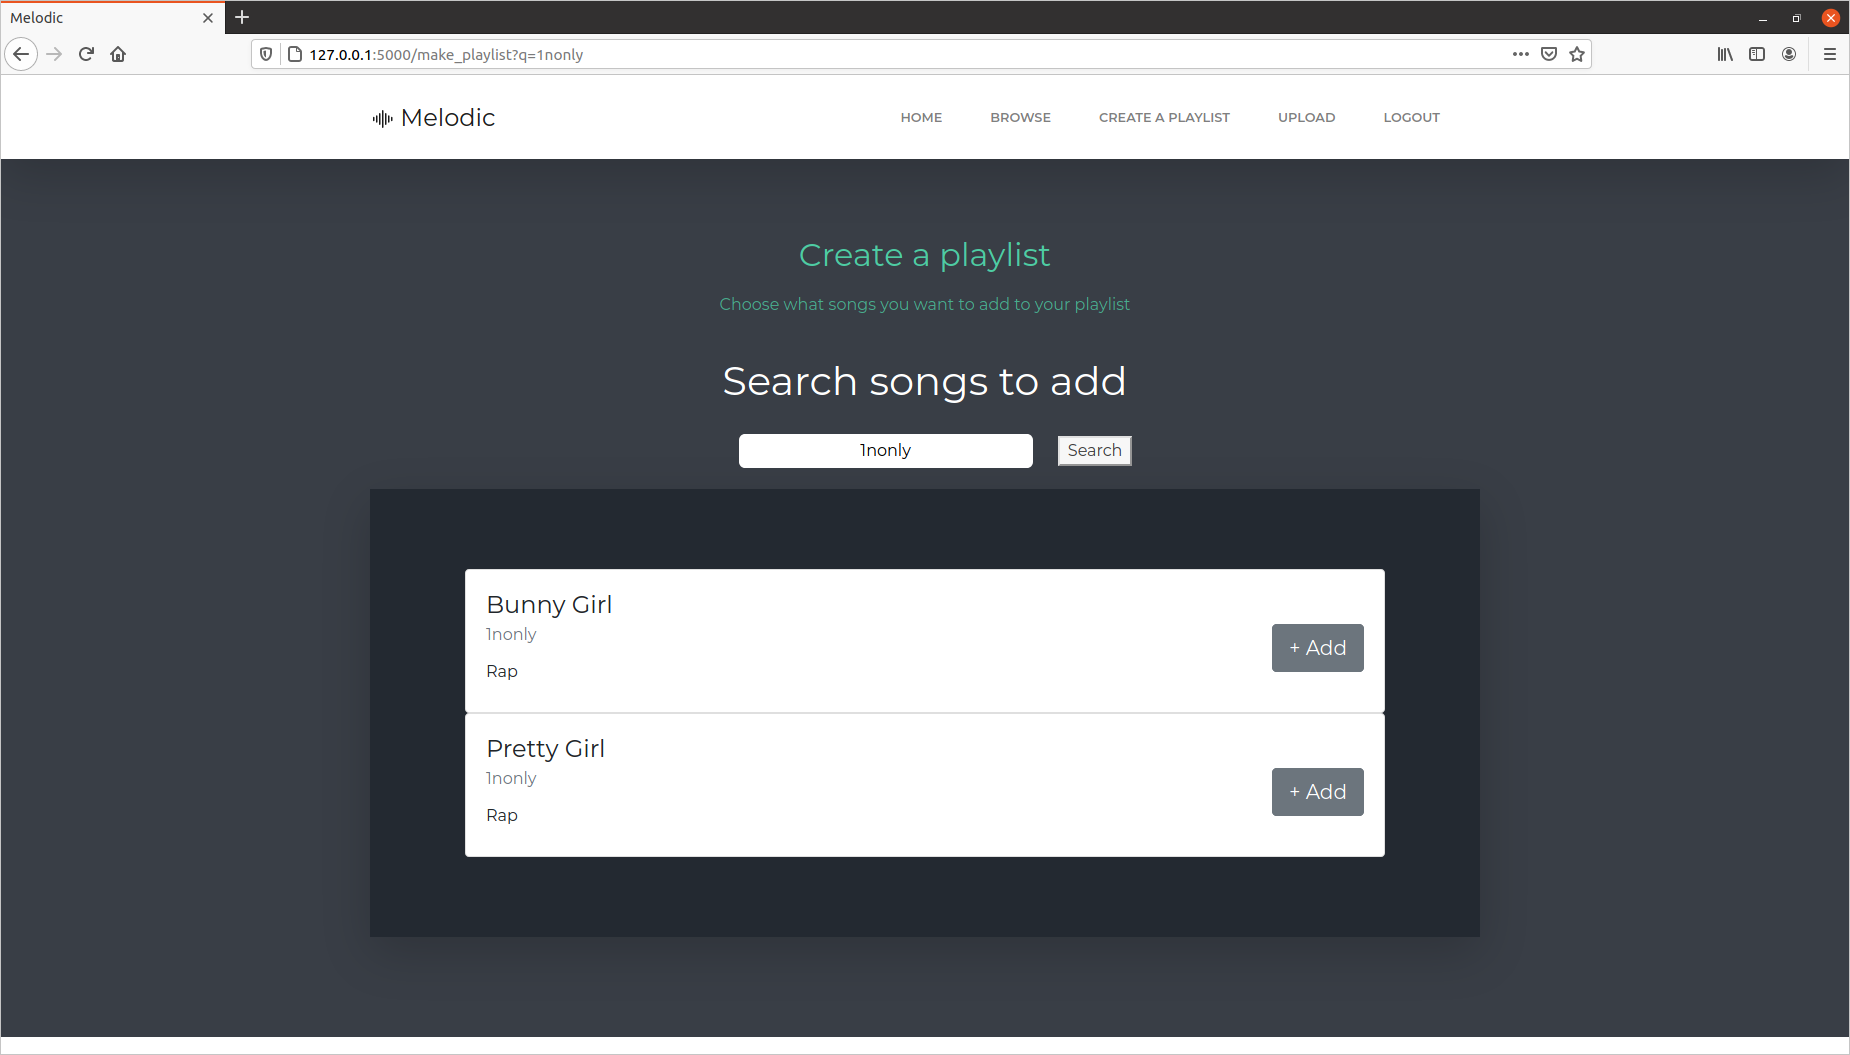 Melodic
127.0.0.1:5000/make_playlist?q=1nonly
Melodic
HOME BROWSE CREATE A PLAYLIST UPLOAD LOGOUT
Create a playlist
Choose what songs you want to add to your playlist
Search songs to add
1nonly Search
Bunny Girl
1nonly
Rap
+ Add
Pretty Girl
1nonly
Rap
+ Add